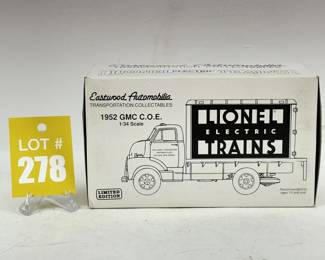 LOT #
278
Eastwood Automobilia
TRANSPORTATION COLLECTABLES
1952 GMC C.O.E.
1:34 Scale
LIONEL
ELECTRIC
TRAINS
LIMITED
EDITION